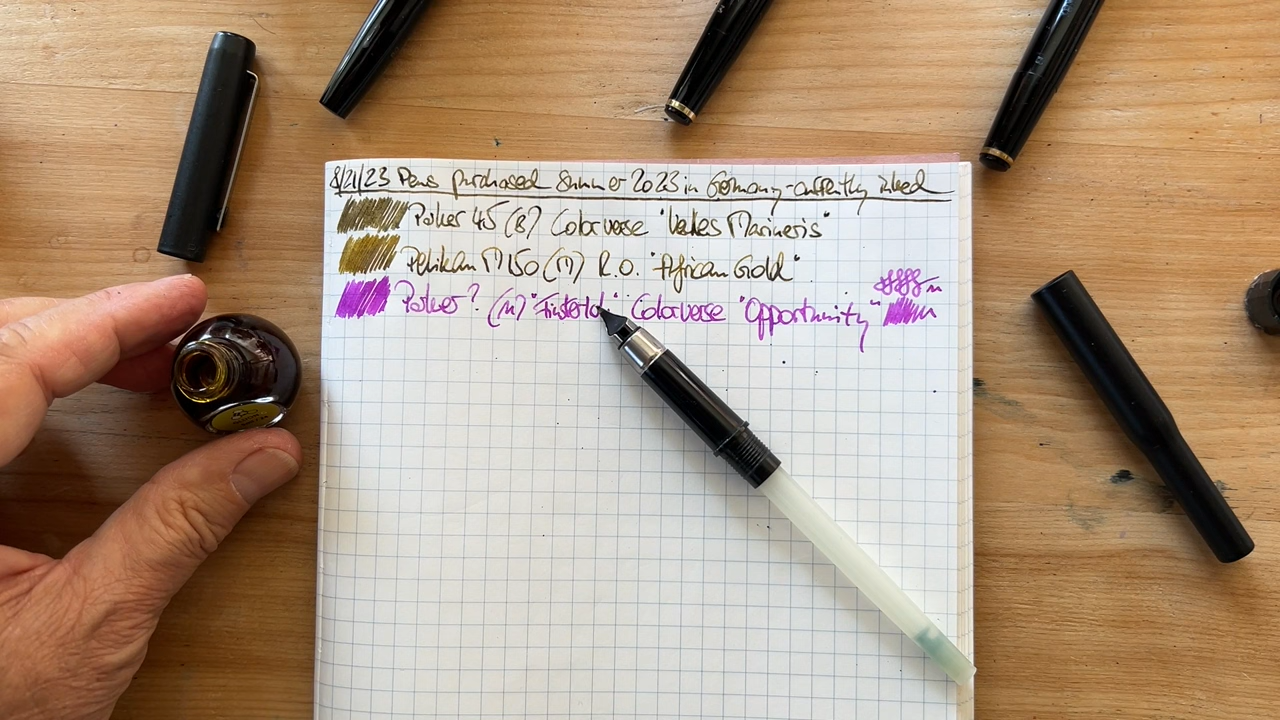 8/21/23 Pens purchased Summer 2023 in Germany - currently inked
Parker 45 (B) Colorverse "Valles Marineris"
Pelikan M150 (M) R.O. "African Gold"
Parker? (M) Colorverse "Opportunity"